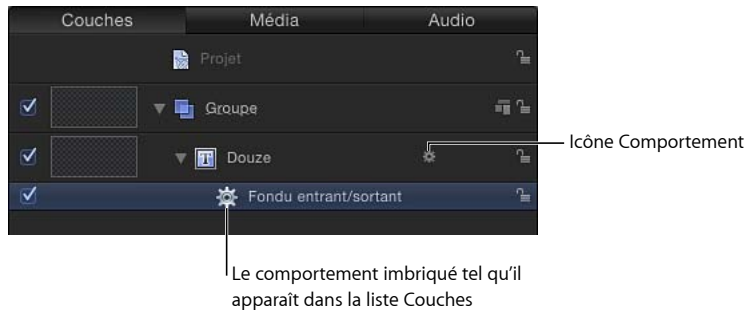 Couches Média Audio
Projet
Groupe
Icône Comportement
T Douze
Fondu entrant/sortant
Le comportement imbriqué tel qu'il
apparaît dans la liste Couches